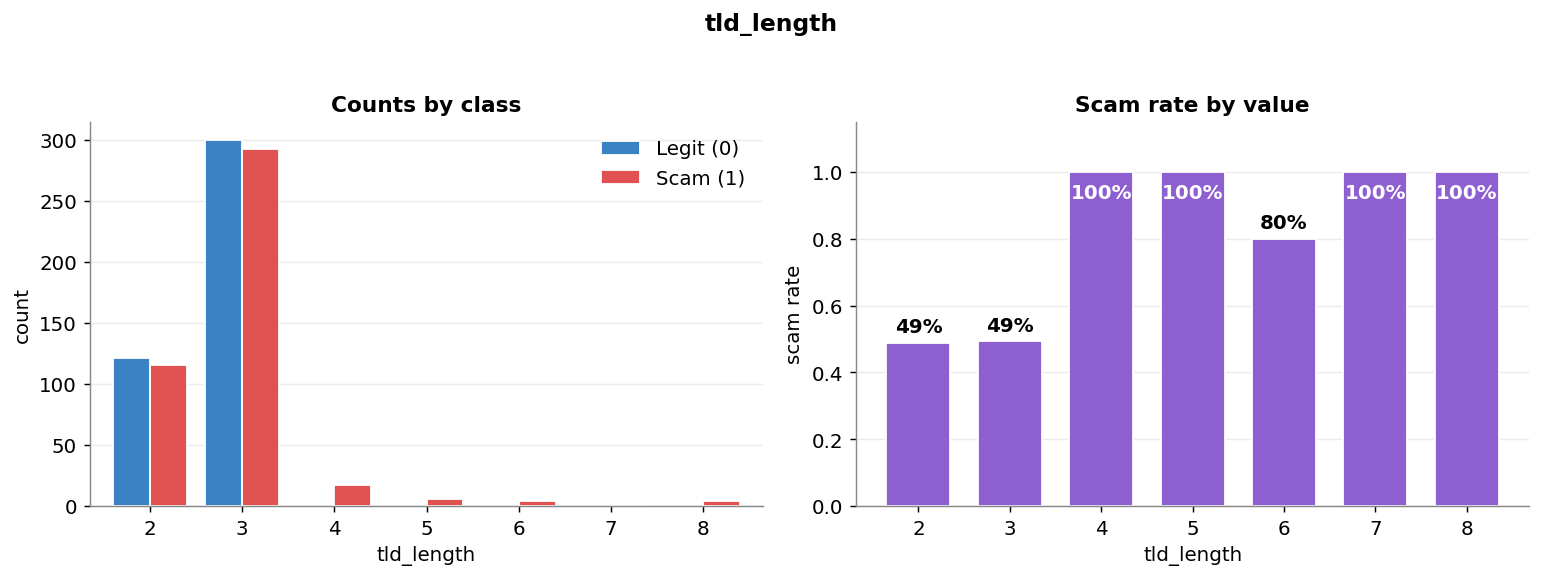 tld_length
Counts by class
300
250
200
150
100
50
0
count
2 3 4 5 6 7 8
tld_length
Legit (0)
Scam (1)
Scam rate by value
1.0
0.8
0.6
0.4
0.2
0.0
scam rate
49% 49% 100% 100% 80% 100% 100%
2 3 4 5 6 7 8
tld_length